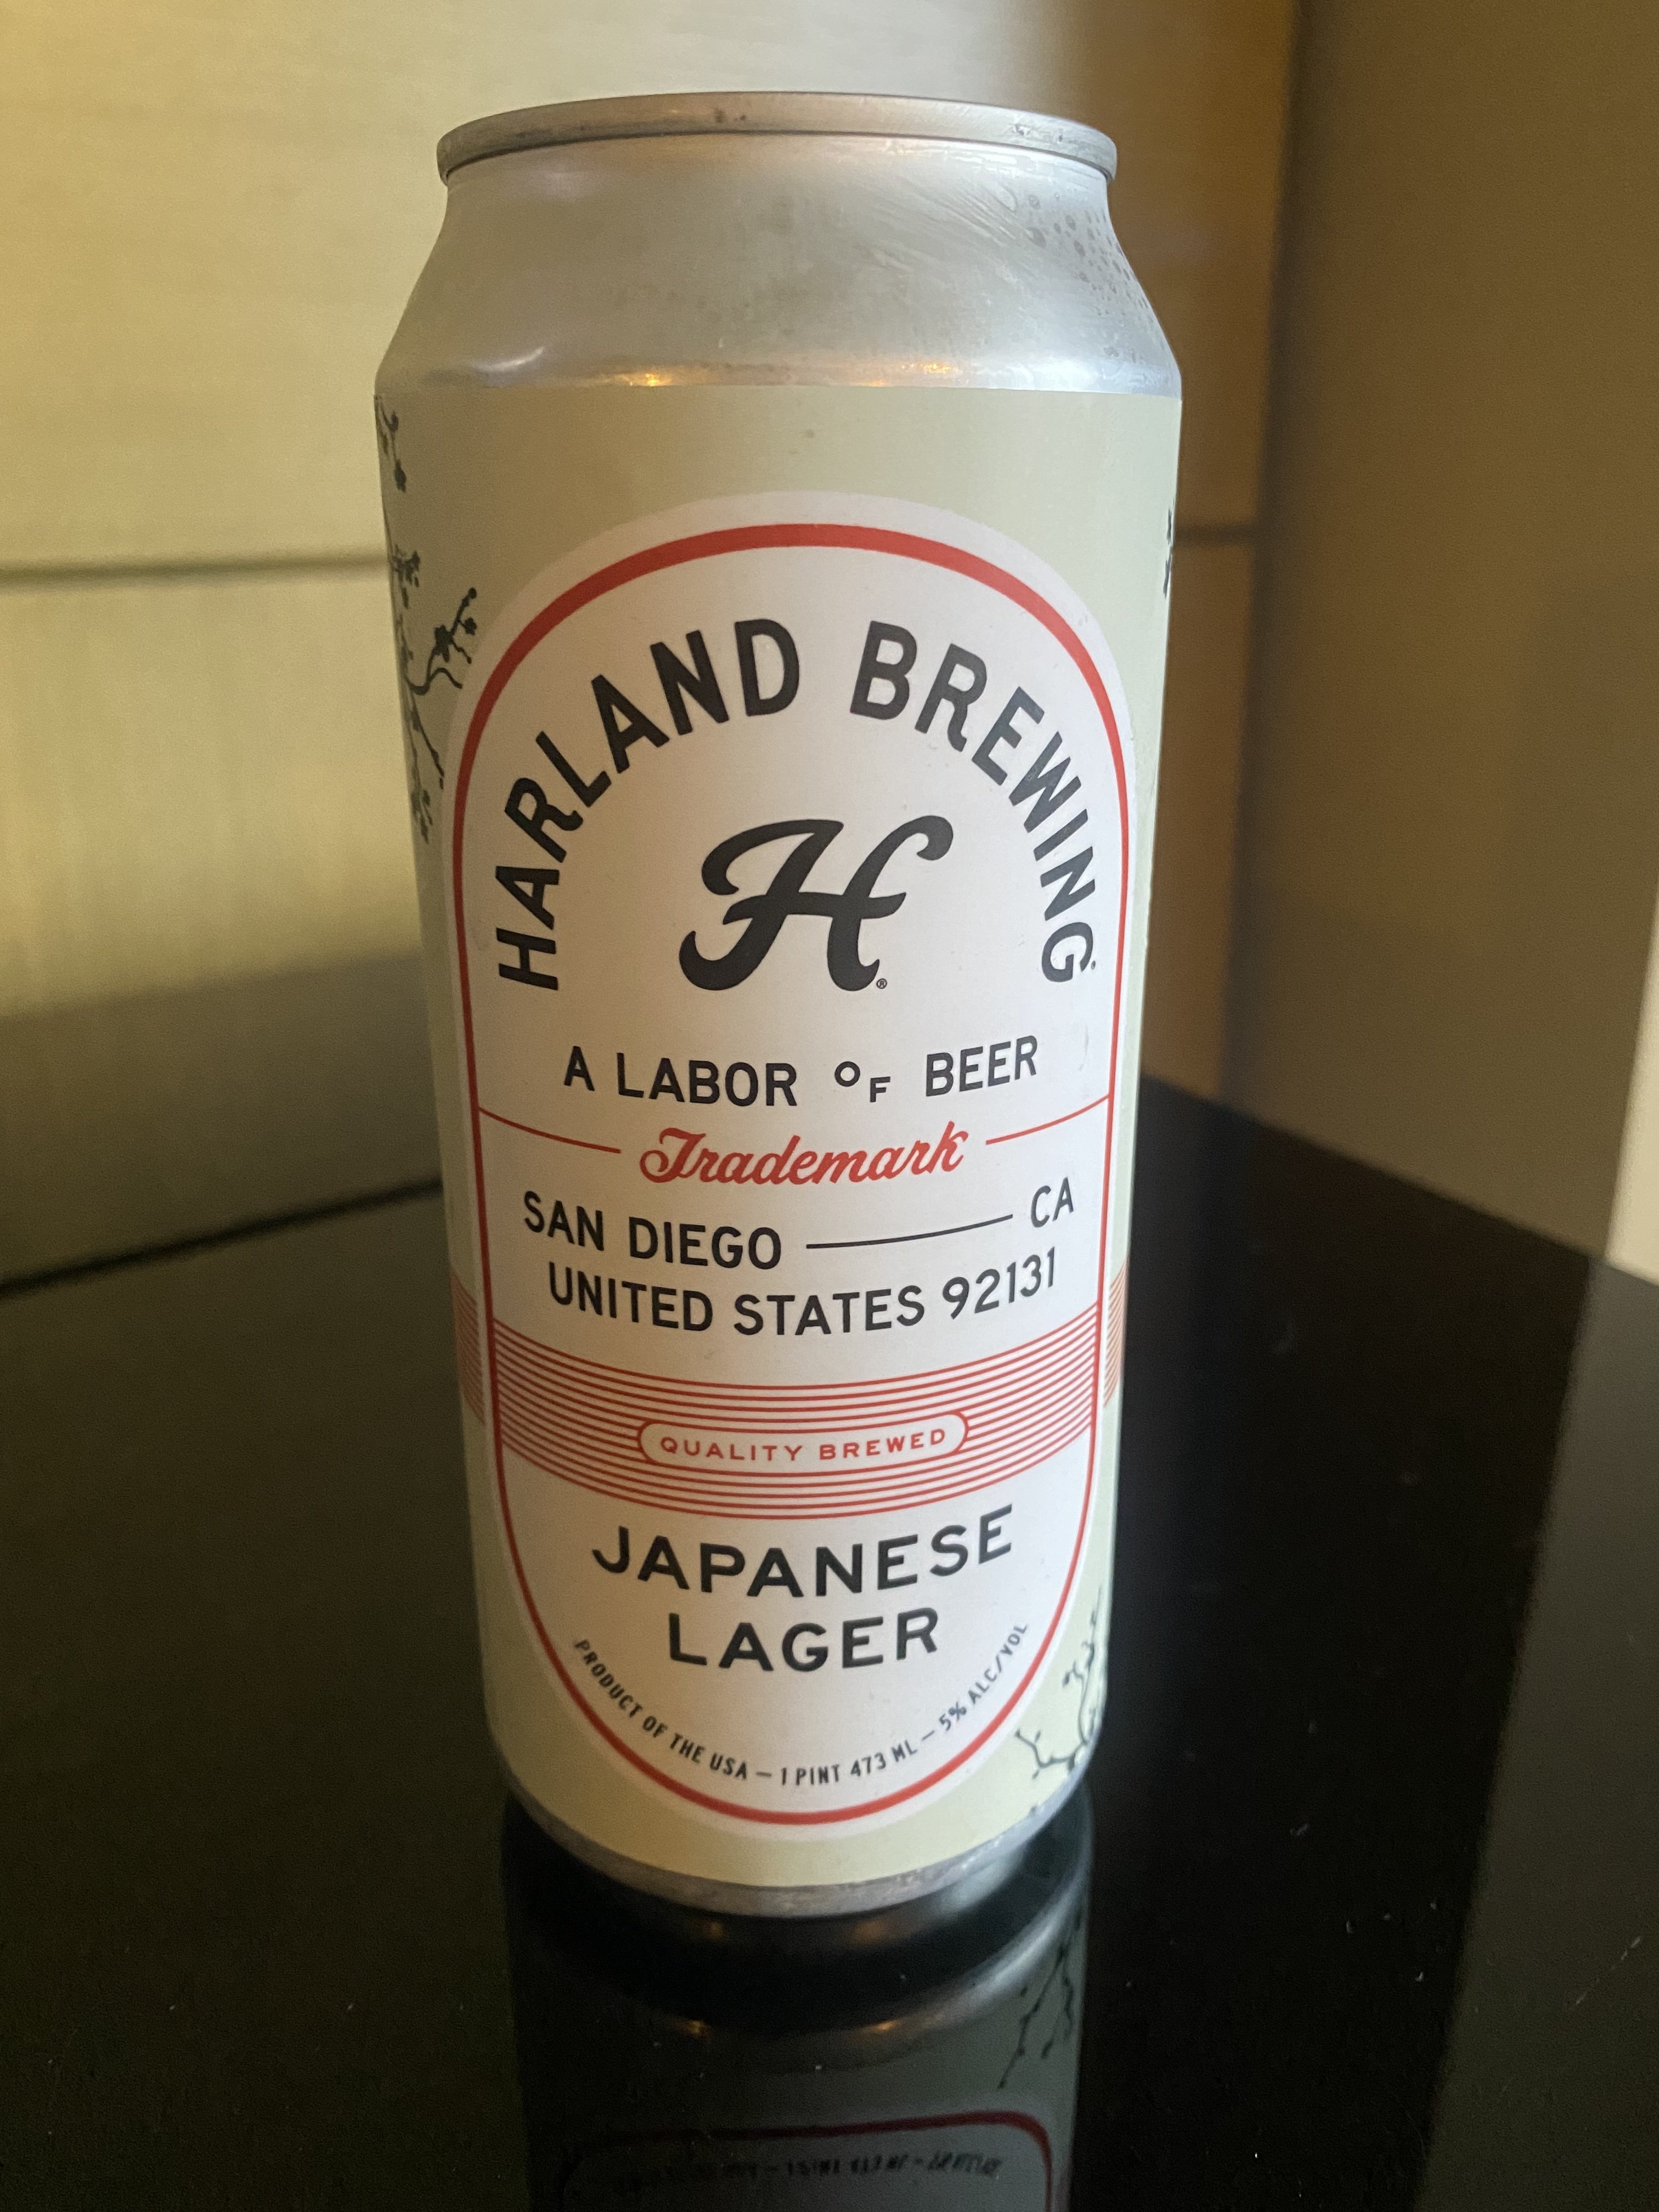 HARLAND BREWING
H®
A LABOR OF BEER
Trademark
SAN DIEGO — CA
UNITED STATES 92131
QUALITY BREWED
JAPANESE
LAGER
PRODUCT OF THE USA — 1 PINT 473 ML — 5% ALC/VOL